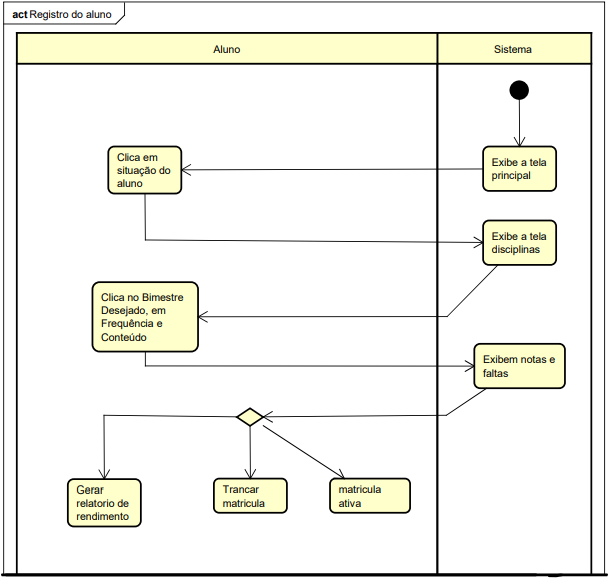 act Registro do aluno
Aluno
Sistema
Exibe a tela
principal
Clica em
situação do
aluno
Exibe a tela
disciplinas
Clica no Bimestre
Desejado, em
Frequência e
Conteúdo
Exibem notas e
faltas
Gerar
relatorio de
rendimento
Trancar
matricula
matricula
ativa